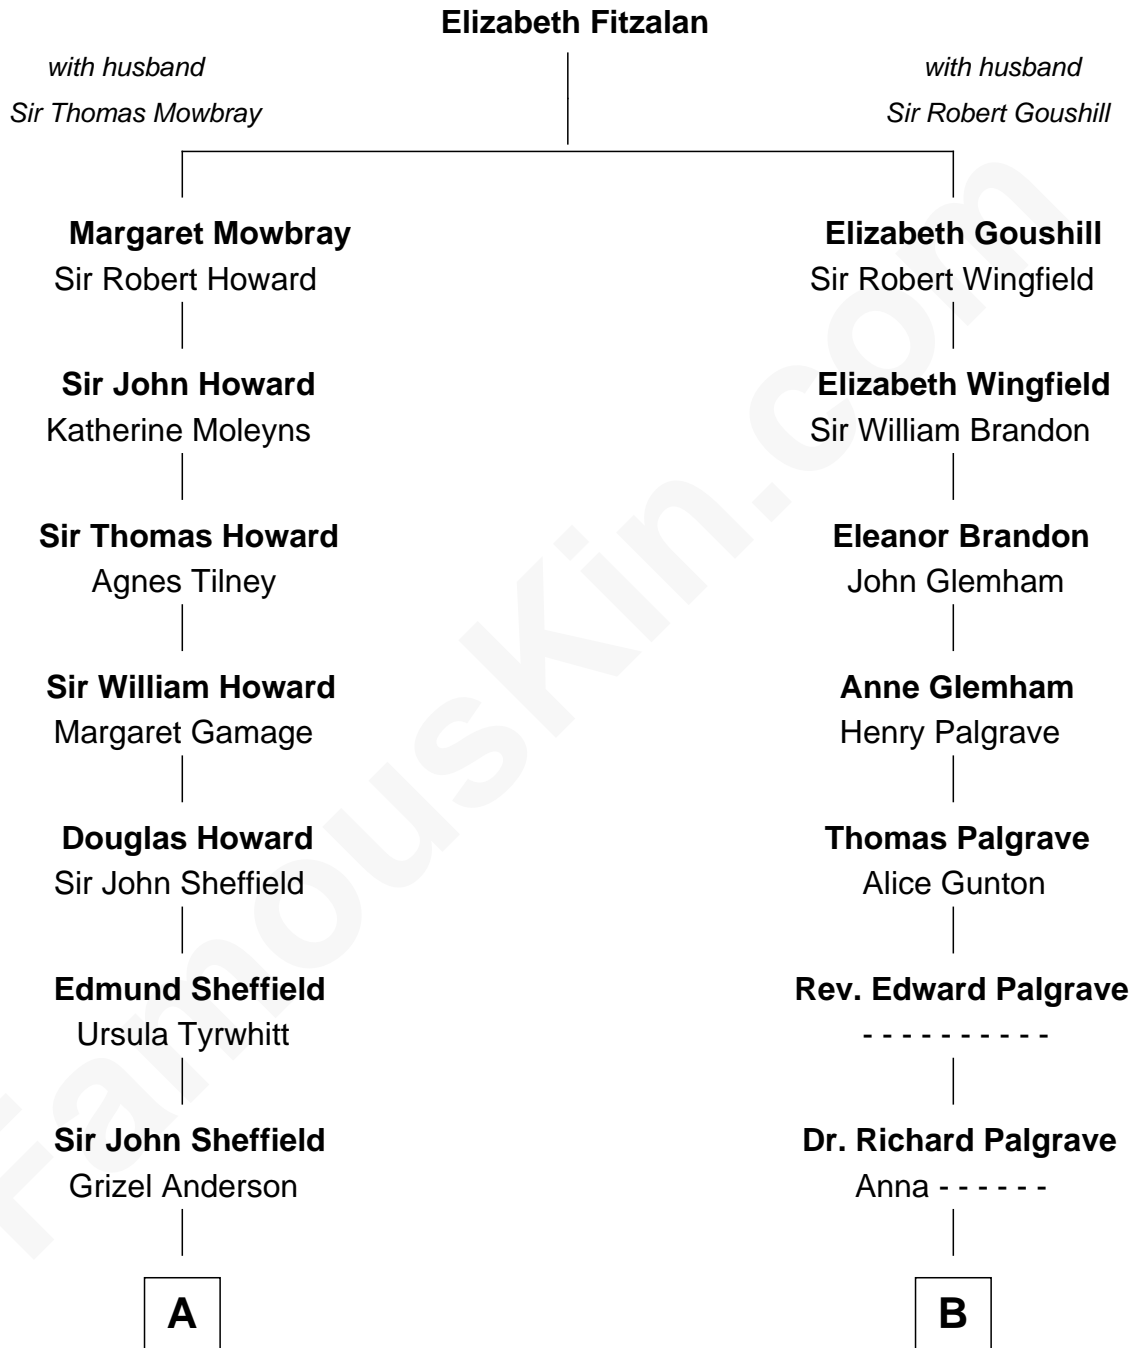 Elizabeth Fitzalan
with husband
Sir Thomas Mowbray
with husband
Sir Robert Goushill
Margaret Mowbray
Sir Robert Howard
Elizabeth Goushill
Sir Robert Wingfield
Sir John Howard
Katherine Moleyns
Elizabeth Wingfield
Sir William Brandon
Sir Thomas Howard
Agnes Tilney
Eleanor Brandon
John Glemham
Sir William Howard
Margaret Gamage
Anne Glemham
Henry Palgrave
Douglas Howard
Sir John Sheffield
Thomas Palgrave
Alice Gunton
Edmund Sheffield
Ursula Tyrwhitt
Rev. Edward Palgrave
- - - - - - - - - -
Sir John Sheffield
Grizel Anderson
Dr. Richard Palgrave
Anna - - - - - -
A
B
FamousKin.com